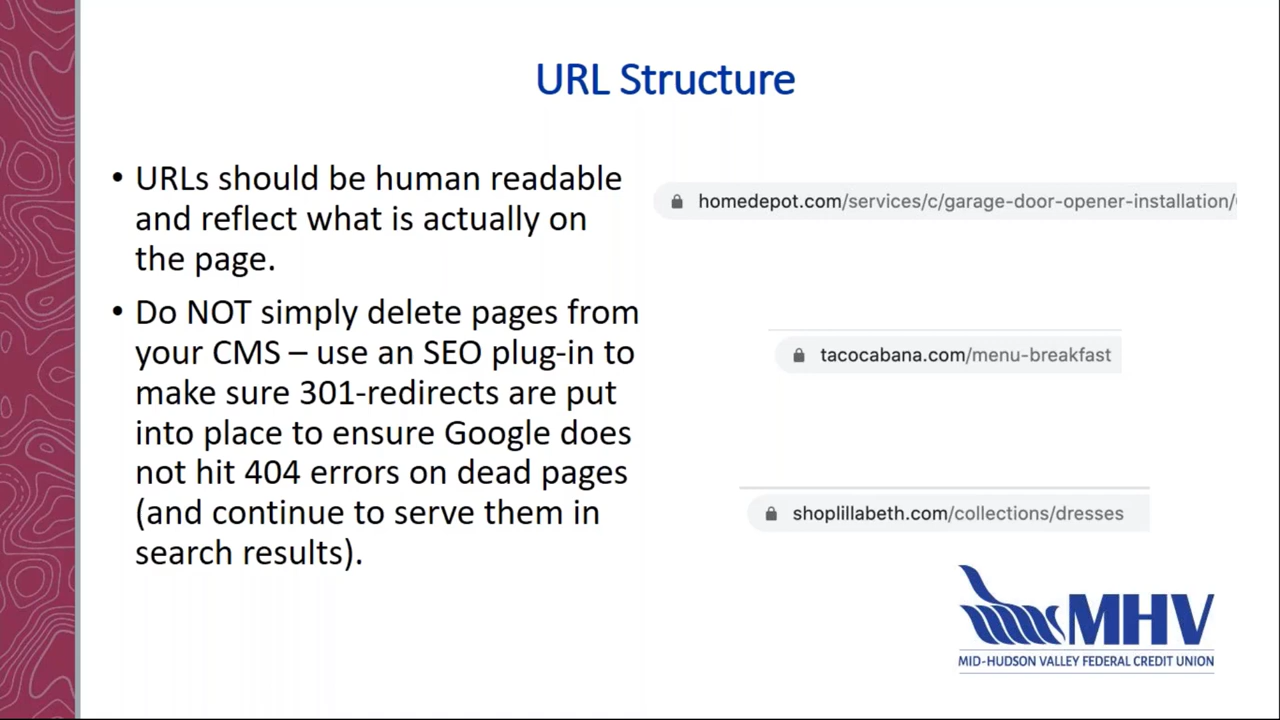 URL Structure
• URLs should be human readable
and reflect what is actually on
the page.
• Do NOT simply delete pages from
your CMS – use an SEO plug-in to
make sure 301-redirects are put
into place to ensure Google does
not hit 404 errors on dead pages
(and continue to serve them in
search results).
homedepot.com/services/c/garage-door-opener-installation/
tacocabana.com/menu-breakfast
shoplillabeth.com/collections/dresses
MHV
MID-HUDSON VALLEY FEDERAL CREDIT UNION